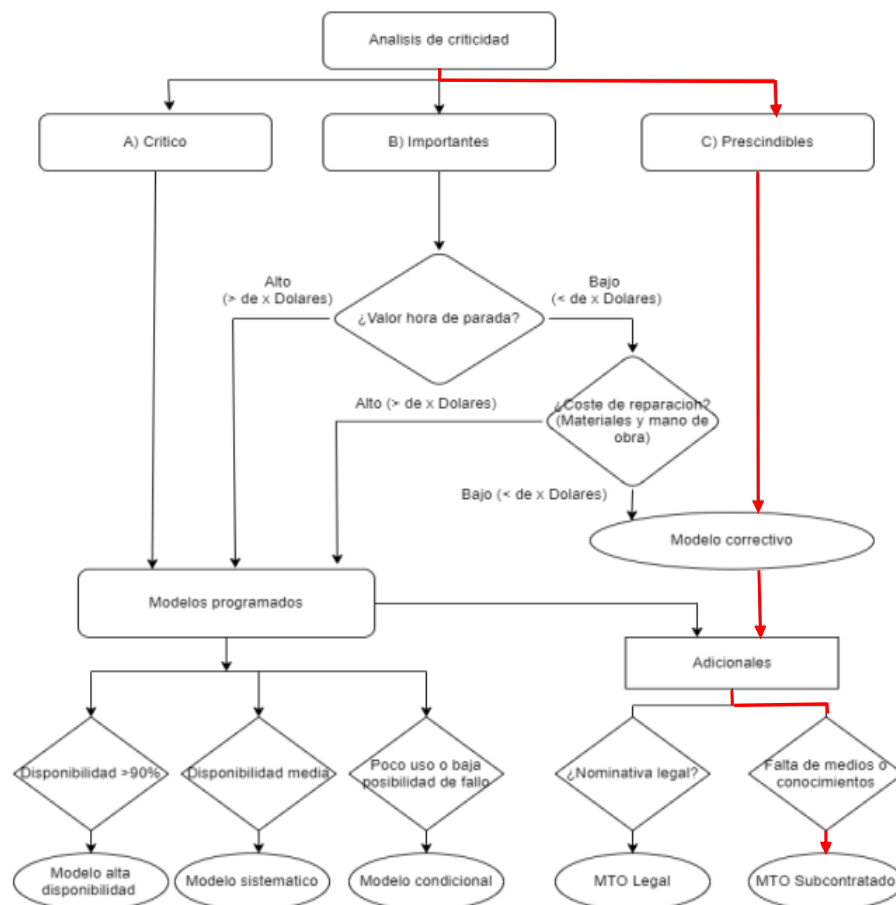 Analisis de criticidad
A) Critico
B) Importantes
C) Prescindibles
Alto
(> de x Dolares)
Bajo
(< de x Dolares)
¿Valor hora de parada?
Alto (> de x Dolares)
¿Coste de reparacion?
(Materiales y mano de
obra)
Bajo (< de x Dolares)
Modelo correctivo
Modelos programados
Adicionales
Disponibilidad >90%
Disponibilidad media
Poco uso o baja
posibilidad de fallo
¿Nominativa legal?
Falta de medios o
conocimientos
Modelo alta
disponibilidad
Modelo sistematico
Modelo condicional
MTO Legal
MTO Subcontratado